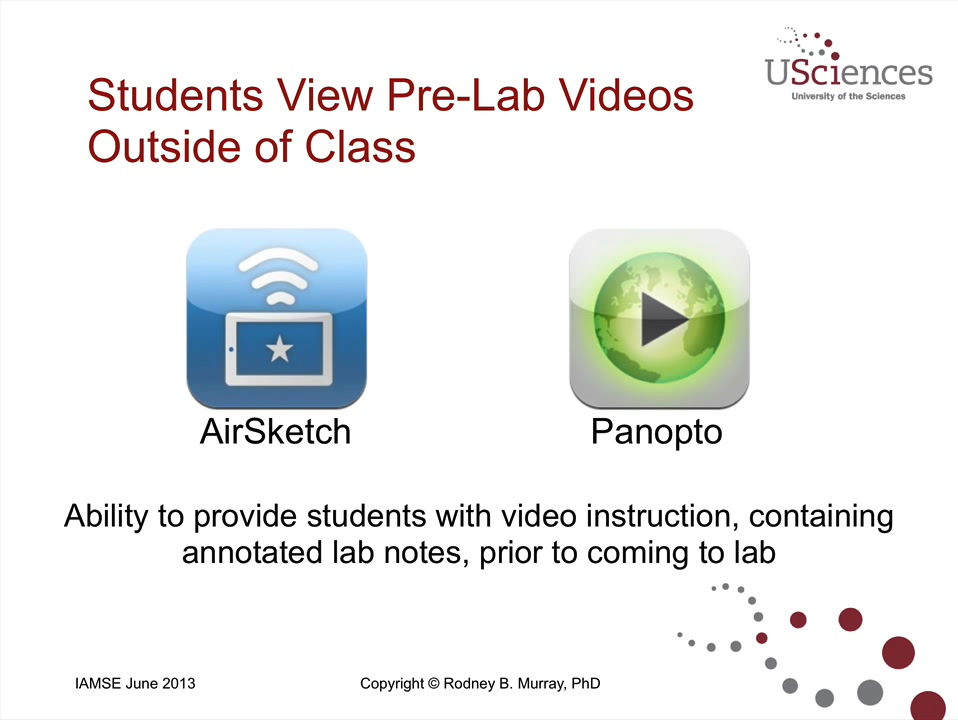 USciences
University of the Sciences
Students View Pre-Lab Videos
Outside of Class
AirSketch
Panopto
Ability to provide students with video instruction, containing
annotated lab notes, prior to coming to lab
IAMSE June 2013
Copyright © Rodney B. Murray, PhD